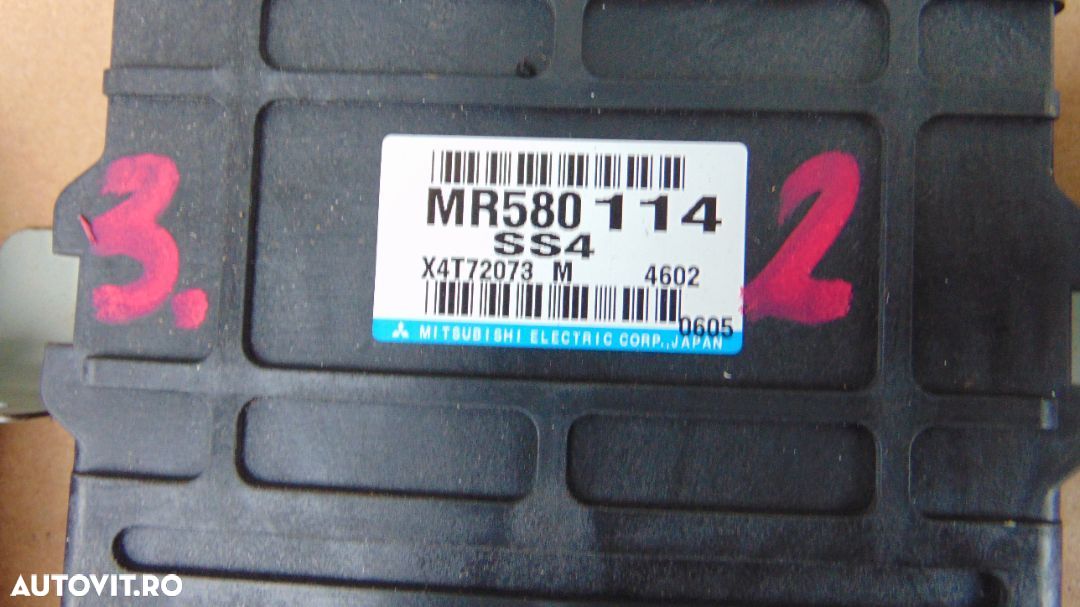 3.
MR580 114
SS4
X4T72073 M 4602
0605
MITSUBISHI ELECTRIC CORP., JAPAN
2
AUTOVIT.RO